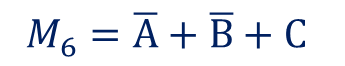 M₆ = A̅ + B̅ + C